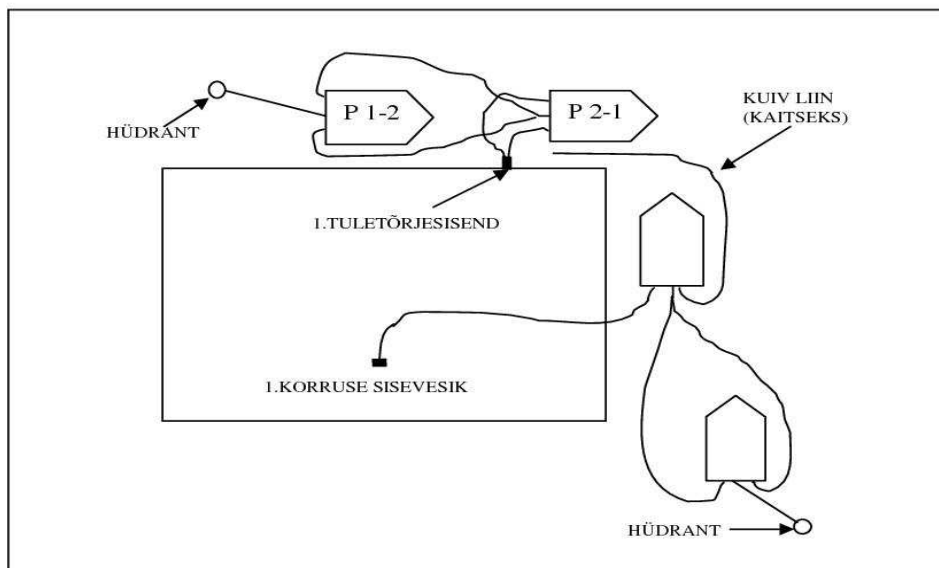 P 1-2
P 2-1
HÜDRANT
KUIV LIIN
(KAITSEKS)
1.TULETÕRJESISEND
1.KORRUSE SISEVESIK
HÜDRANT